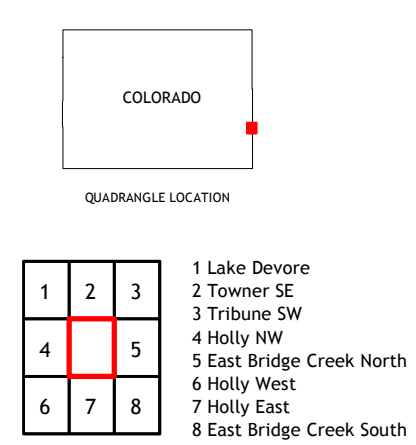 COLORADO
QUADRANGLE LOCATION
1 2 3
4 5
6 7 8
1 Lake Devore
2 Towner SE
3 Tribune SW
4 Holly NW
5 East Bridge Creek North
6 Holly West
7 Holly East
8 East Bridge Creek South